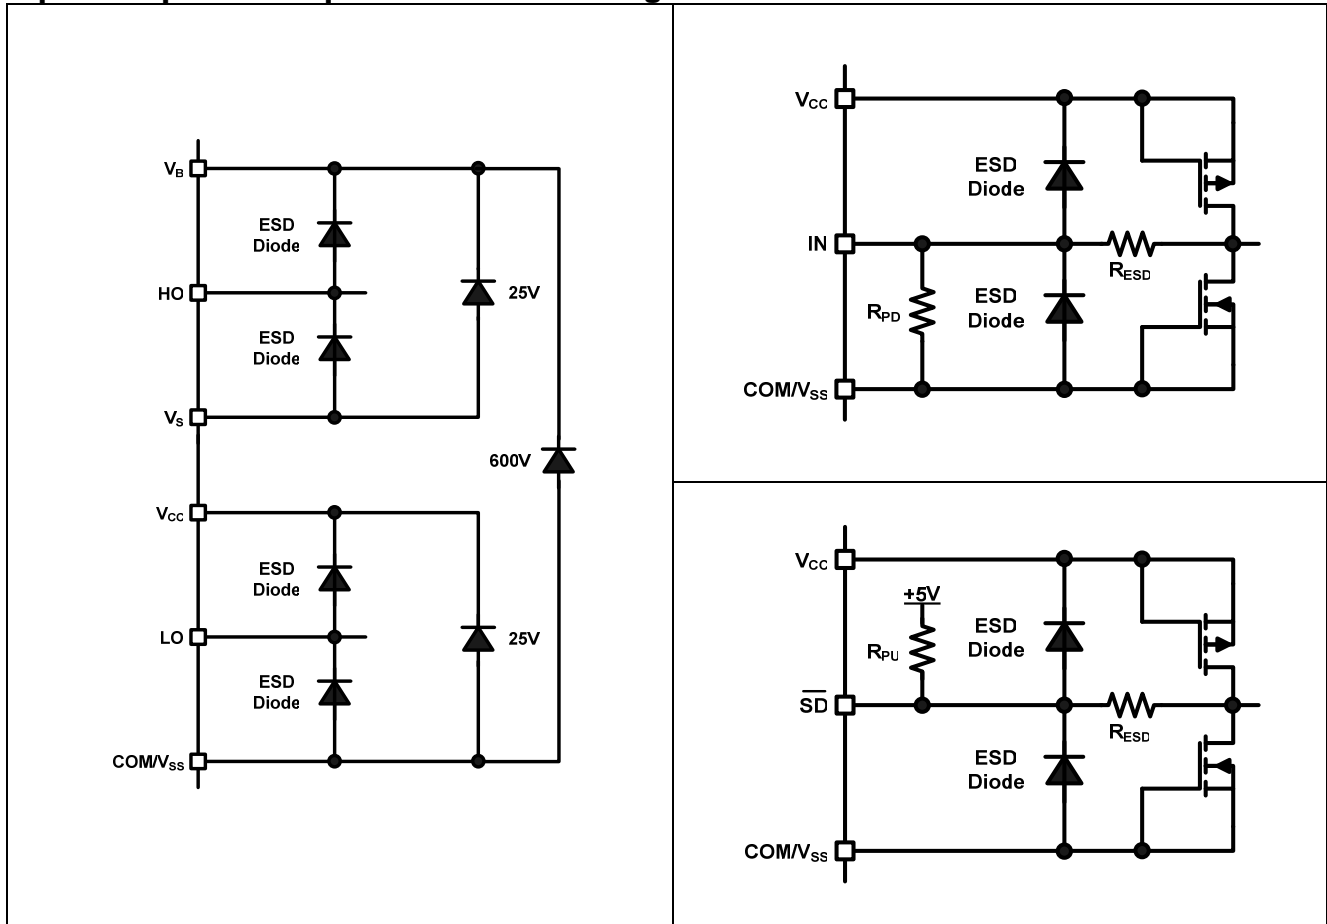 V_B
ESD
Diode
HO
25V
ESD
Diode
V_S
600V
V_CC
ESD
Diode
LO
25V
ESD
Diode
COM/V_SS
V_CC
ESD
Diode
IN
R_ESD
R_PD
ESD
Diode
COM/V_SS
V_CC
+5V
ESD
Diode
R_PU
SD
R_ESD
ESD
Diode
COM/V_SS